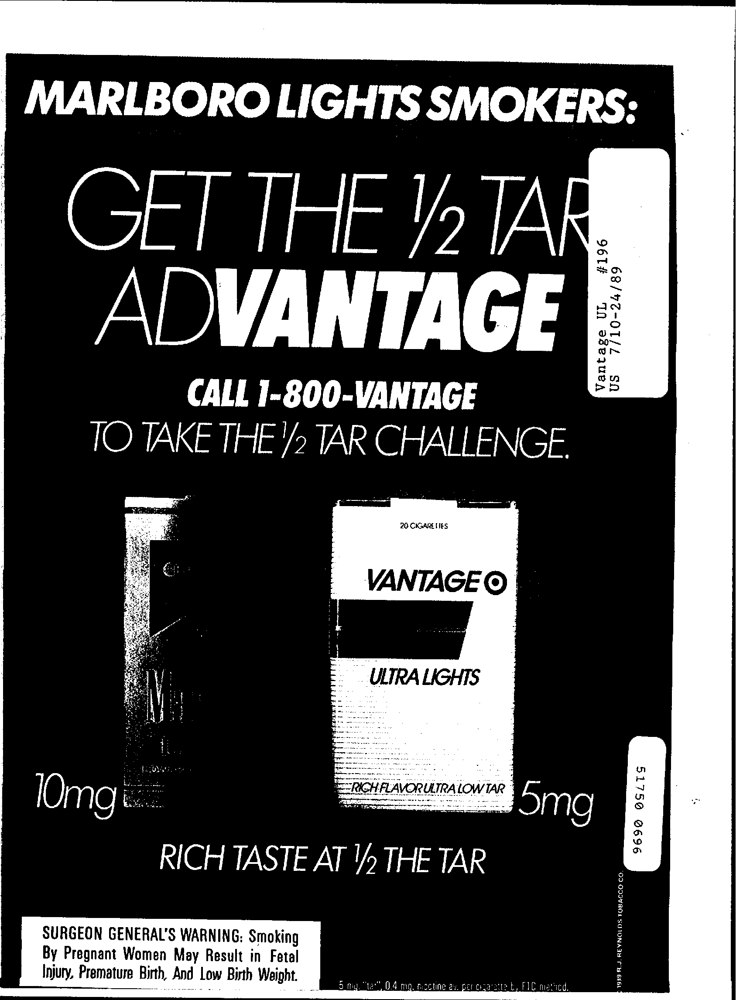 MARLBORO LIGHTS SMOKERS:
GET THE ½ TAR
ADVANTAGE
CALL 1-800-VANTAGE
TO TAKE THE ½ TAR CHALLENGE.
Vantage UL #196
US 7/10-24/89
20 CIGARETTES
VANTAGE
ULTRA LIGHTS
RICH FLAVOR ULTRA LOW TAR
10mg
5mg
RICH TASTE AT ½ THE TAR
51750 0696
SURGEON GENERAL'S WARNING: Smoking
By Pregnant Women May Result in Fetal
Injury, Premature Birth, And Low Birth Weight.
5 mg. "tar", 0.4 mg. nicotine av. per cigarette by FTC method.
R.J. REYNOLDS TOBACCO CO.